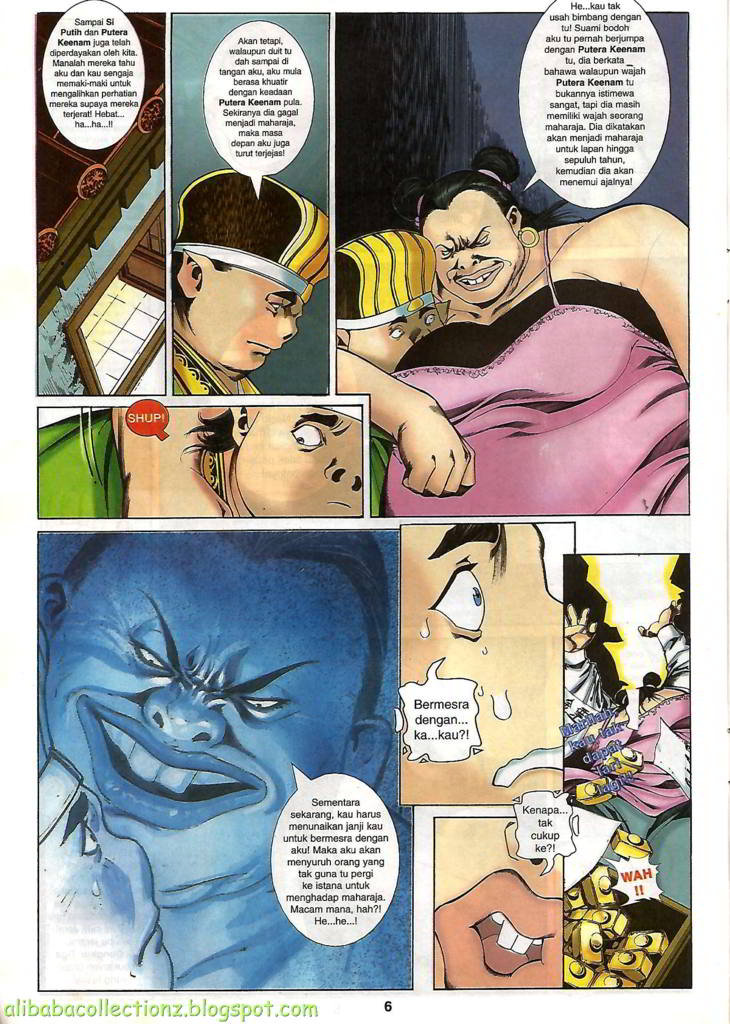 Sampai Si
Putih dan Putera
Keenam juga telah
diperdayakan oleh kita.
Manalah mereka tahu
aku dan kau sengaja
memaki-maki untuk
mengalihkan perhatian
mereka supaya mereka
terjerat! Hebat...
ha...ha...!!
Akan tetapi,
walaupun duit tu
dah sampai di
tangan aku, aku mula
berasa khuatir
dengan keadaan
Putera Keenam pula.
Sekiranya dia gagal
menjadi maharaja,
maka masa
depan aku juga
turut terjejas!
He...kau tak
usah bimbang dengan
tu! Suami bodoh
aku tu pernah berjumpa
dengan Putera Keenam
tu, dia berkata
bahawa walaupun wajah
Putera Keenam tu
bukannya istimewa
sangat, tapi dia masih
memiliki wajah seorang
maharaja. Dia dikatakan
akan menjadi maharaja
untuk lapan hingga
sepuluh tahun,
kemudian dia akan
menemui ajalnya!
SHUP!
Sementara
sekarang, kau harus
menunaikan janji kau
untuk bermesra dengan
aku! Maka aku akan
menyuruh orang yang
tak guna tu pergi
ke istana untuk
menghadap maharaja.
Macam mana, hah?!
He...he...!
Bermesra
dengan...
ka...kau?!
Marilah,
kau tak
dapat
lari
lagi!!
Kenapa...
tak
cukup
ke?!
WAH
!!
6
alibabacollectionz.blogspot.com